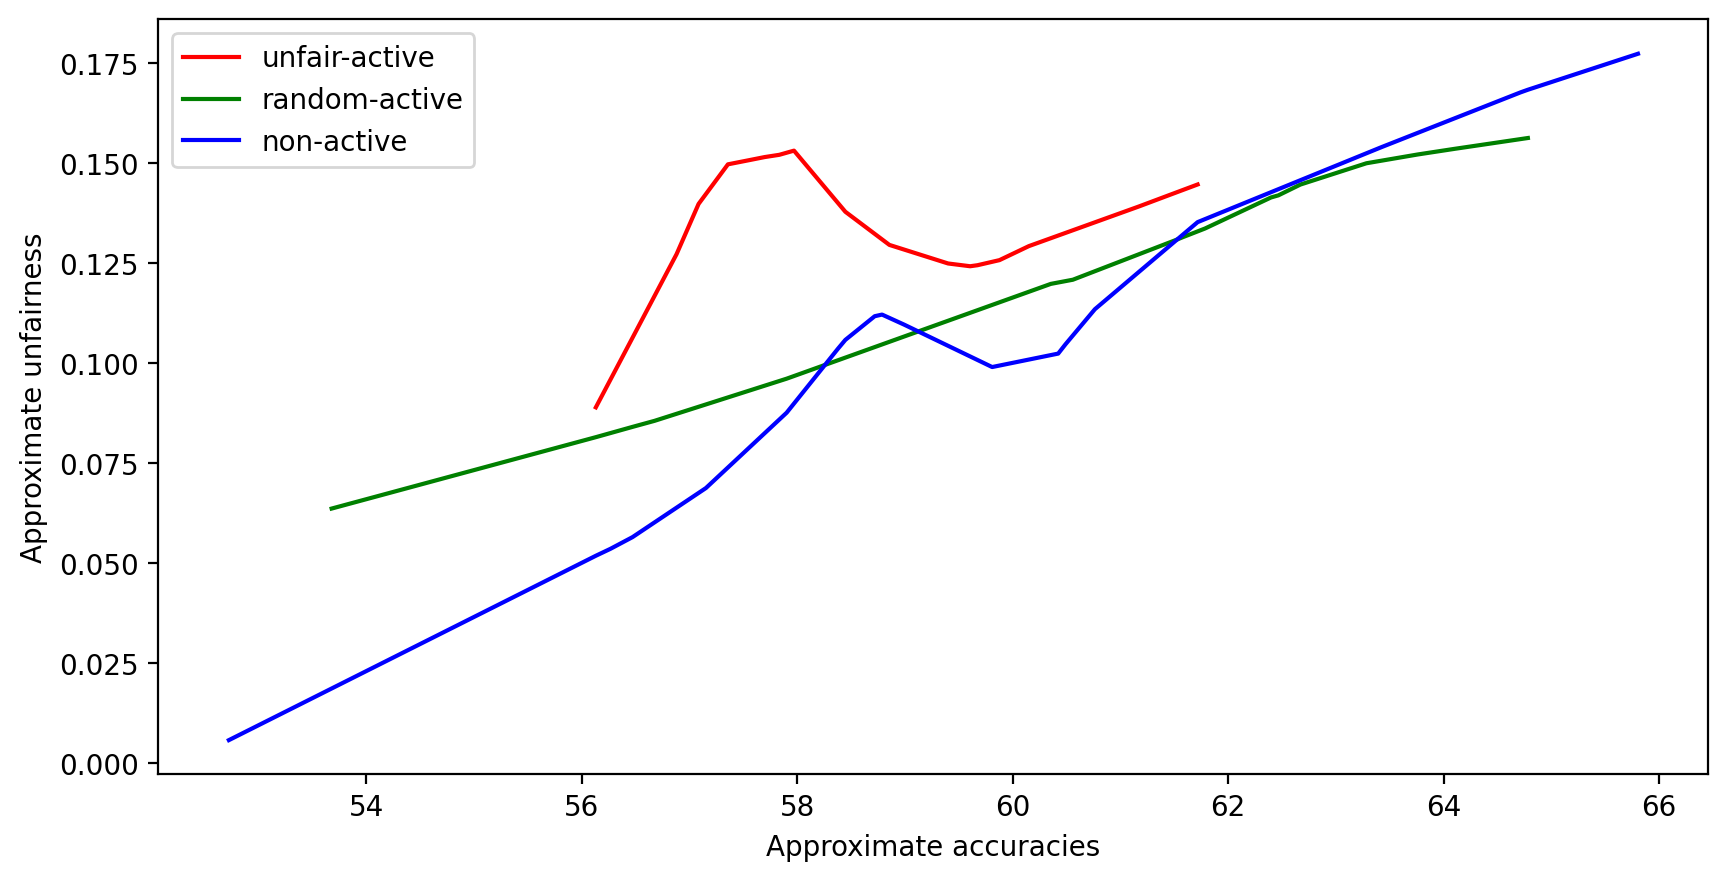 unfair-active
random-active
non-active
0.175
0.150
0.125
0.100
0.075
0.050
0.025
0.000
Approximate unfairness
54 56 58 60 62 64 66
Approximate accuracies